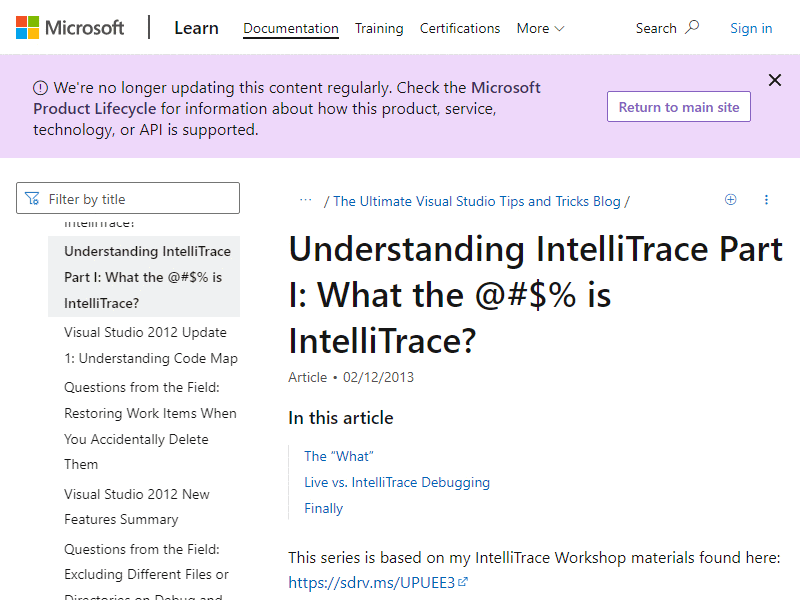 Microsoft
Learn
Documentation
Training
Certifications
More
Search
Sign in
We're no longer updating this content regularly. Check the Microsoft
Product Lifecycle for information about how this product, service,
technology, or API is supported.
Return to main site
Filter by title
IntelliTrace?
Understanding IntelliTrace
Part I: What the @#$% is
IntelliTrace?
Visual Studio 2012 Update
1: Understanding Code Map
Questions from the Field:
Restoring Work Items When
You Accidentally Delete
Them
Visual Studio 2012 New
Features Summary
Questions from the Field:
Excluding Different Files or
Directories on Debug and
··· / The Ultimate Visual Studio Tips and Tricks Blog /
Understanding IntelliTrace Part
I: What the @#$% is
IntelliTrace?
Article • 02/12/2013
In this article
The “What”
Live vs. IntelliTrace Debugging
Finally
This series is based on my IntelliTrace Workshop materials found here:
https://sdrv.ms/UPUEE3